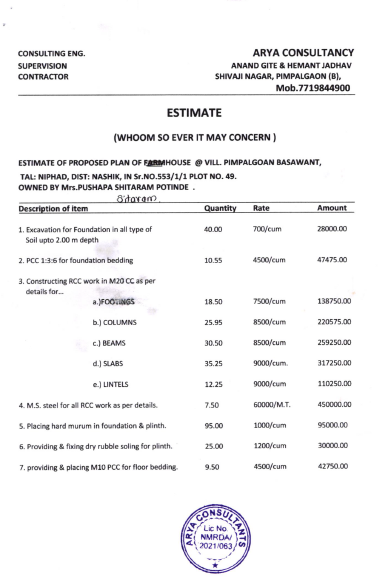 CONSULTING ENG. ARYA CONSULTANCY
SUPERVISION ANAND GITE & HEMANT JADHAV
CONTRACTOR SHIVAJI NAGAR, PIMPALGAON (B),
Mob.7719844900
ESTIMATE
(WHOOM SO EVER IT MAY CONCERN )
ESTIMATE OF PROPOSED PLAN OF FARMHOUSE @ VILL. PIMPALGOAN BASAWANT,
TAL: NIPHAD, DIST: NASHIK, IN Sr.NO.553/1/1 PLOT NO. 49.
OWNED BY Mrs.PUSHAPA SHITARAM POTINDE .
Sitaram.
Description of item Quantity Rate Amount
1. Excavation for Foundation in all type of 40.00 700/cum 28000.00
Soil upto 2.00 m depth
2. PCC 1:3:6 for foundation bedding 10.55 4500/cum 47475.00
3. Constructing RCC work in M20 CC as per
details for...
a.)FOOTINGS 18.50 7500/cum 138750.00
b.) COLUMNS 25.95 8500/cum 220575.00
c.) BEAMS 30.50 8500/cum 259250.00
d.) SLABS 35.25 9000/cum. 317250.00
e.) LINTELS 12.25 9000/cum 110250.00
4. M.S. steel for all RCC work as per details. 7.50 60000/M.T. 450000.00
5. Placing hard murum in foundation & plinth. 95.00 1000/cum 95000.00
6. Providing & fixing dry rubble soling for plinth. 25.00 1200/cum 30000.00
7. providing & placing M10 PCC for floor bedding. 9.50 4500/cum 42750.00
ARYA CONSULTANTS
Lic No.
NMRDA/
2021/063